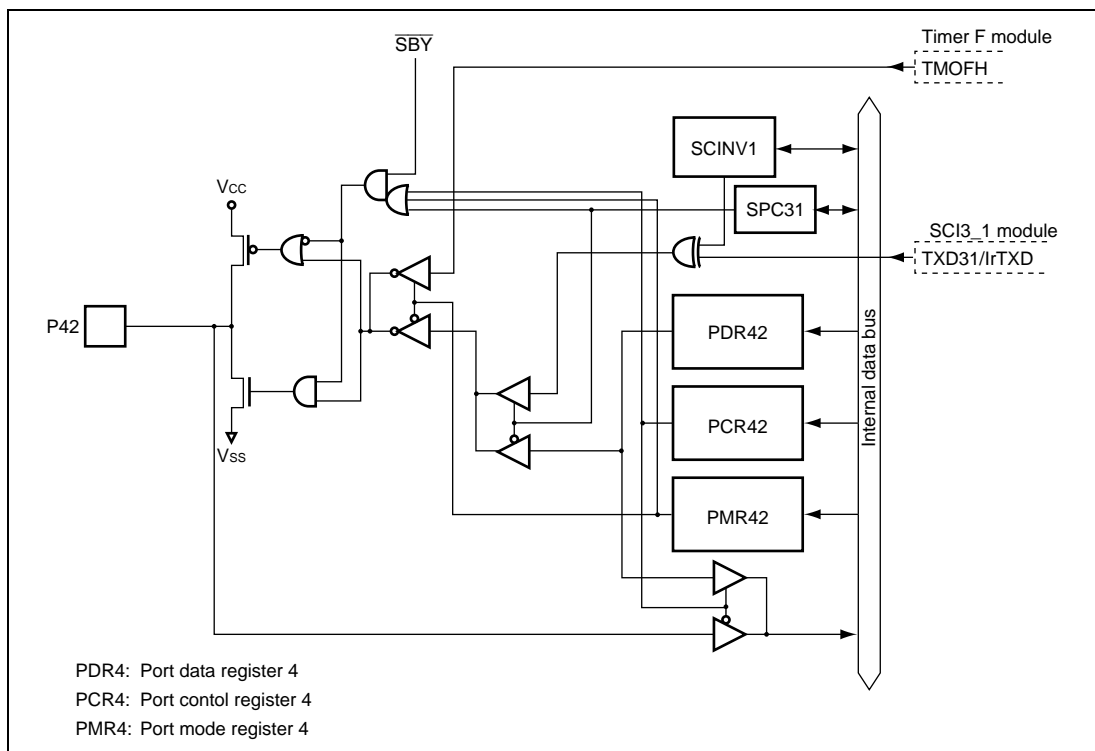 Timer F module
SBY
TMOFH
SCINV1
VCC
SPC31
SCI3_1 module
TXD31/IrTXD
P42
PDR42
Internal data bus
PCR42
VSS
PMR42
PDR4: Port data register 4
PCR4: Port contol register 4
PMR4: Port mode register 4